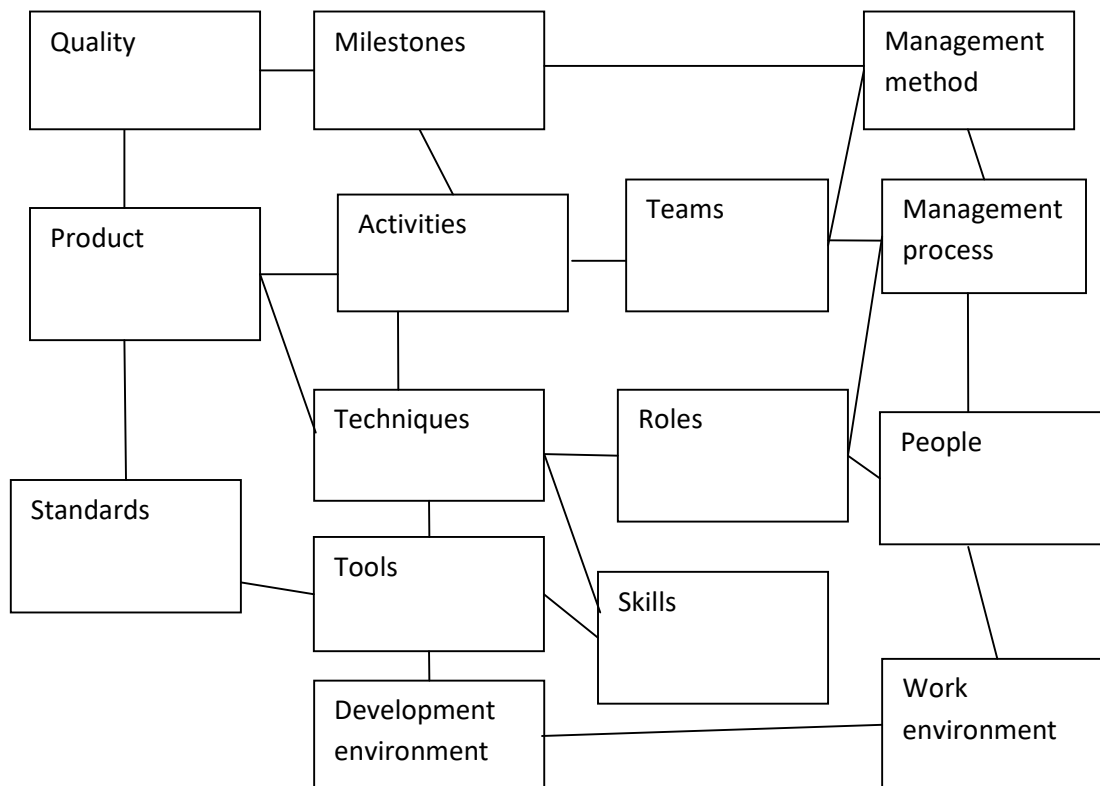 Quality
Milestones
Management
method
Product
Activities
Teams
Management
process
Techniques
Roles
People
Standards
Tools
Skills
Development
environment
Work
environment